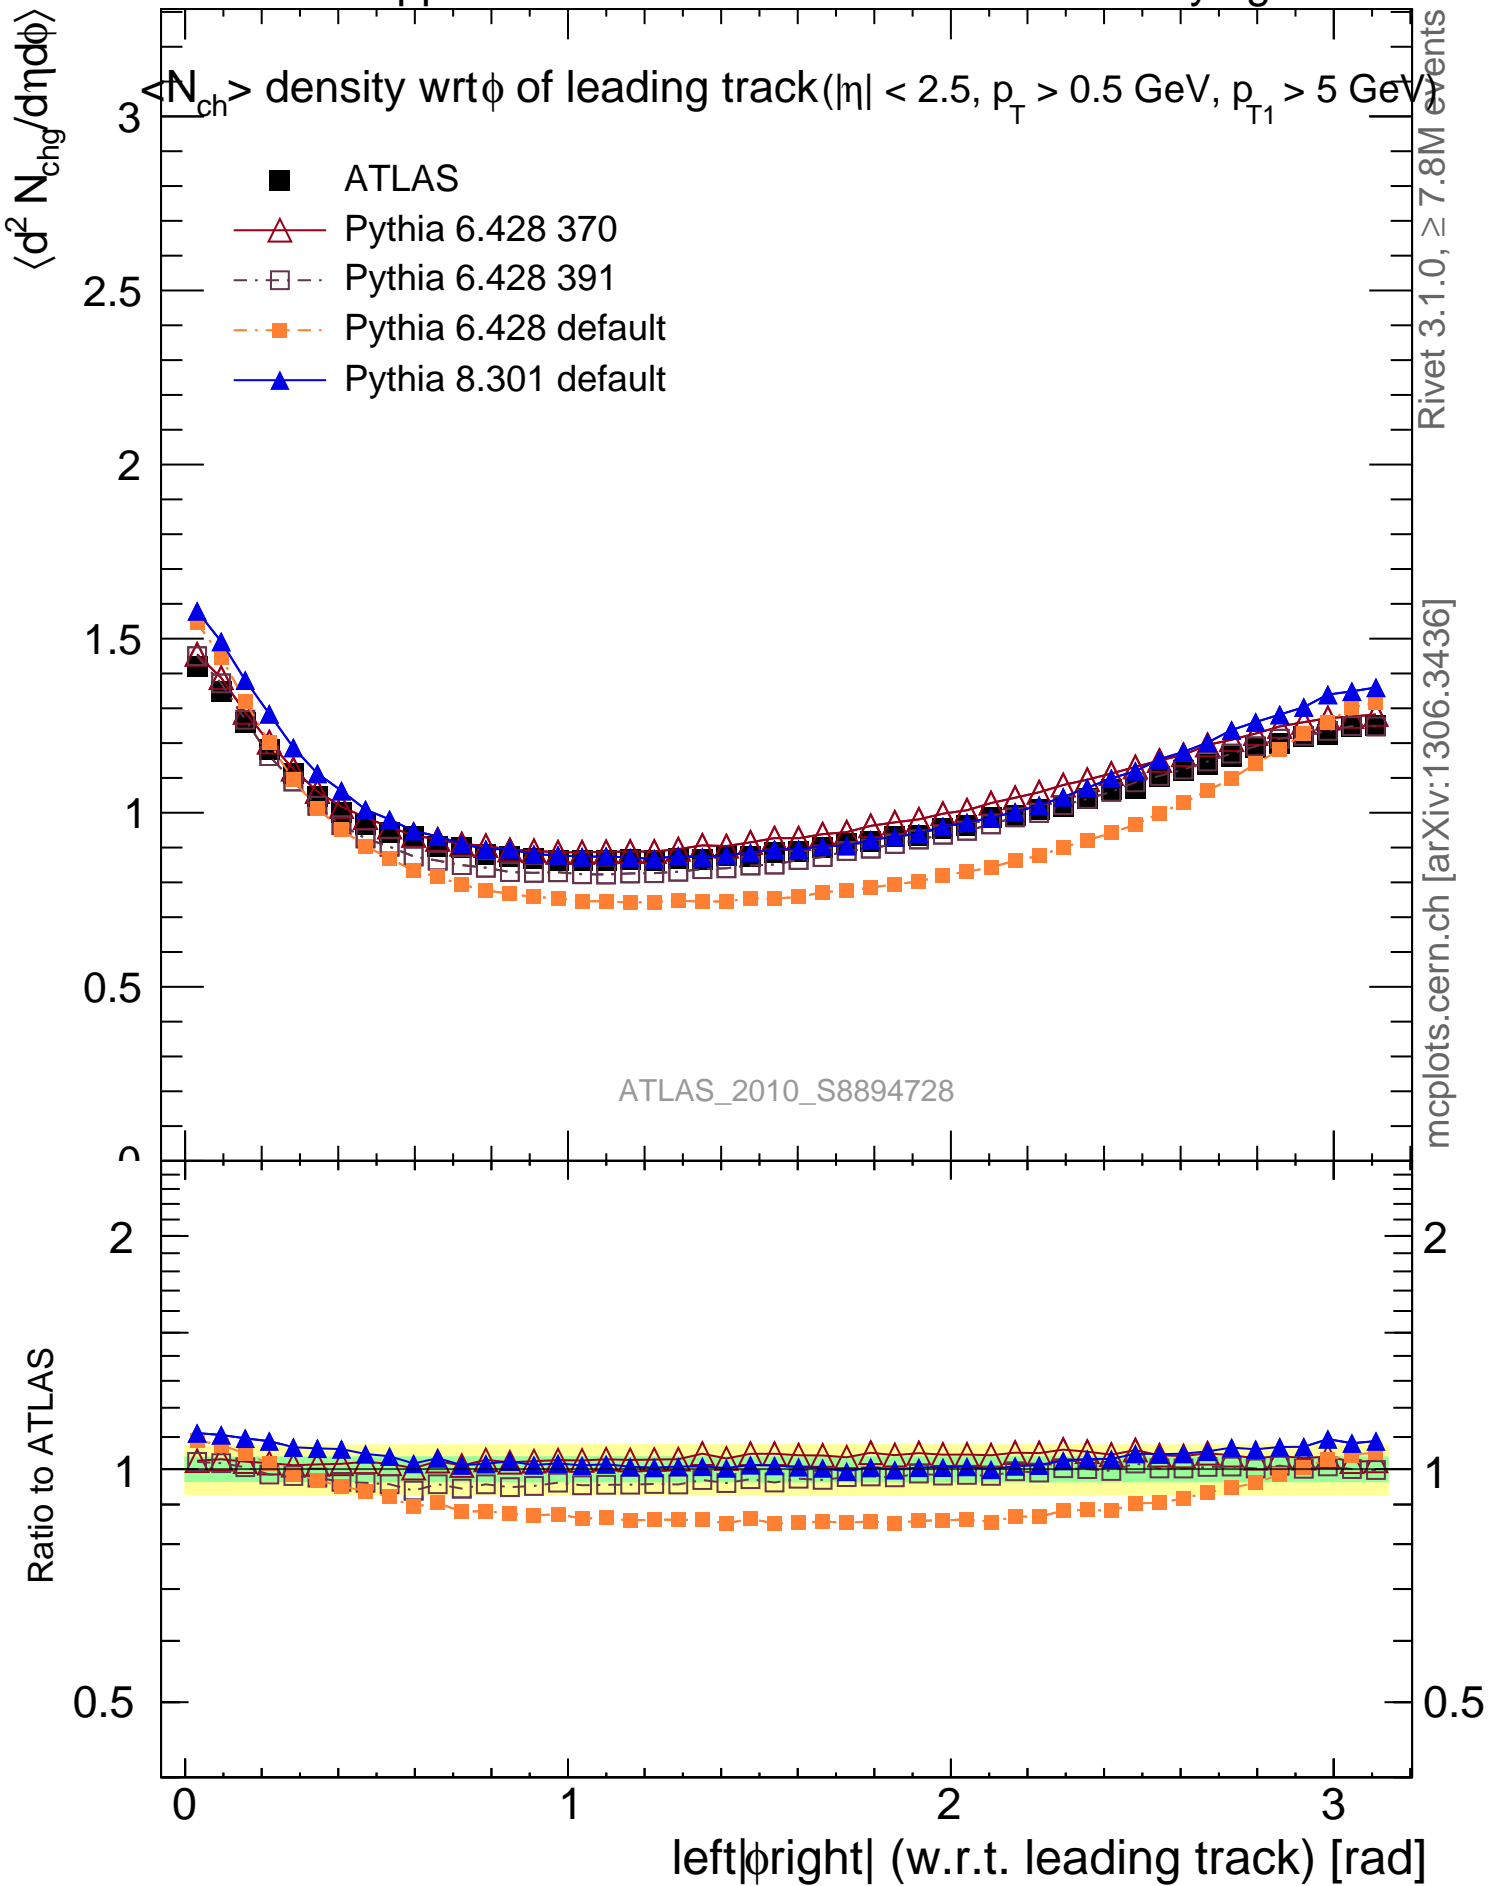 ⟨d² N_chg/dηdφ⟩
<N_ch> density wrt φ of leading track (|η| < 2.5, p_T > 0.5 GeV, p_T1 > 5 GeV)
ATLAS
Pythia 6.428 370
Pythia 6.428 391
Pythia 6.428 default
Pythia 8.301 default
3
2.5
2
1.5
1
0.5
0
ATLAS_2010_S8894728
Rivet 3.1.0, ≥ 7.8M events
mcplots.cern.ch [arXiv:1306.3436]
Ratio to ATLAS
2
1
0.5
2
1
0.5
0 1 2 3
left|φright| (w.r.t. leading track) [rad]